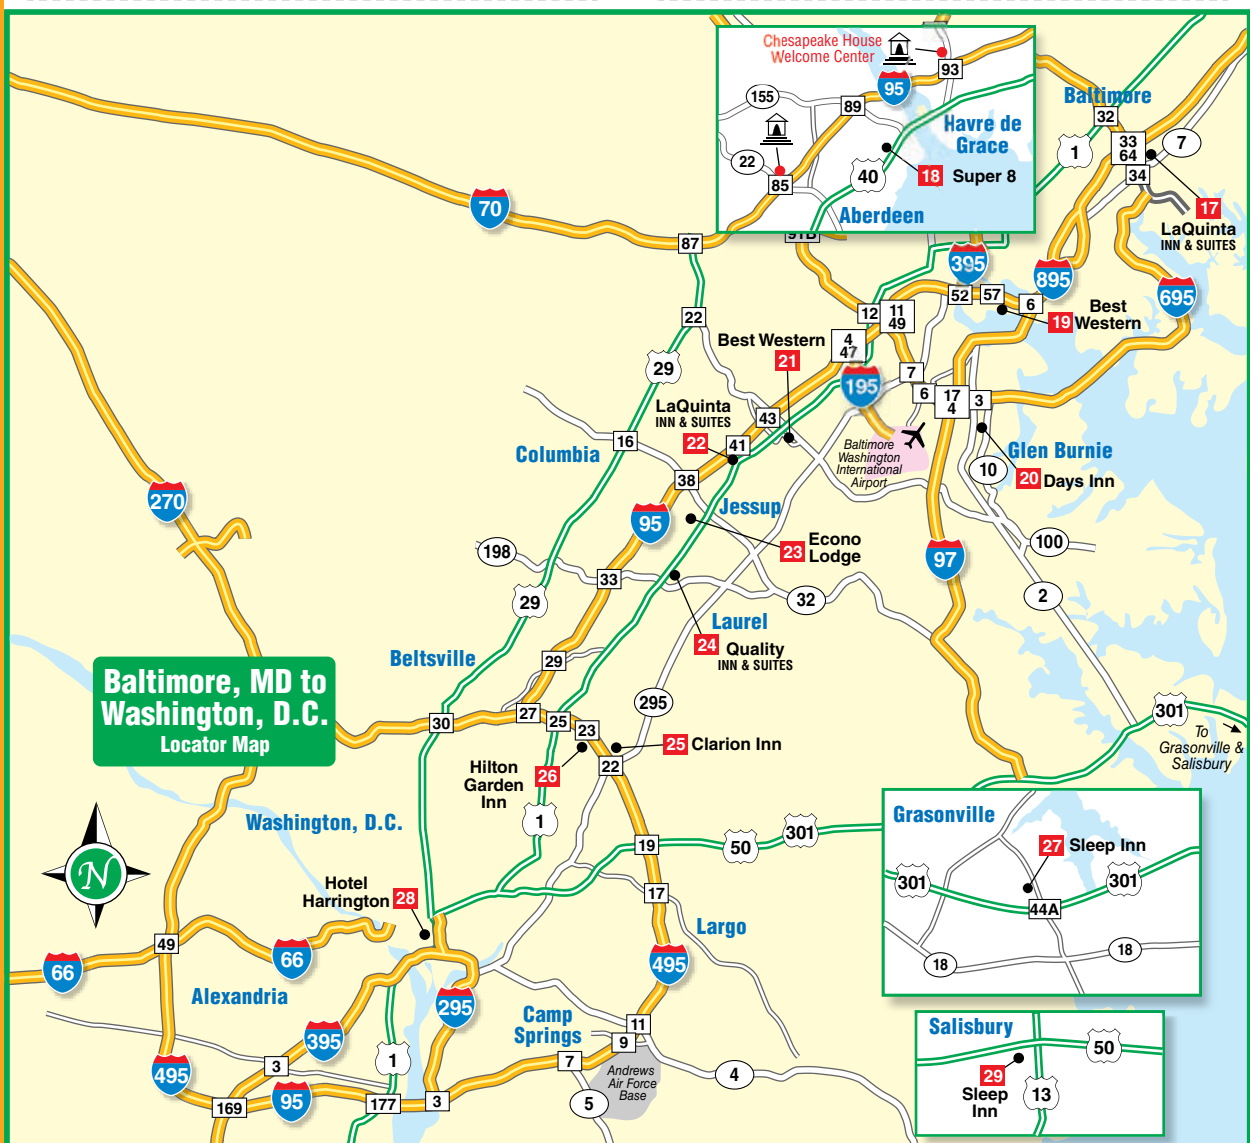 Chesapeake House
Welcome Center
93
95
155
89
Havre de
Grace
22
85
40
18 Super 8
Aberdeen
Baltimore
32
1
33
64
7
34
17
LaQuinta
INN & SUITES
70
87
91B
395
895
695
52
57
6
Best
19 Western
22
12
11
49
4
47
Best Western
21
29
195
7
6
17
4
3
LaQuinta
INN & SUITES
22
43
41
16
Columbia
38
Baltimore
Washington
International
Airport
Glen Burnie
10
20 Days Inn
270
95
Jessup
23 Econo
Lodge
198
97
100
33
29
32
2
Laurel
24 Quality
INN & SUITES
Beltsville
29
Baltimore, MD to
Washington, D.C.
Locator Map
295
301
To
Grasonville &
Salisbury
30
27
25
23
25 Clarion Inn
22
Hilton
Garden
Inn
26
1
Washington, D.C.
N
19
50
301
Grasonville
27 Sleep Inn
301
301
44A
18
18
Hotel
Harrington 28
17
Largo
49
66
66
495
Alexandria
295
Camp
Springs
11
9
395
1
3
7
Andrews
Air Force
Base
4
5
495
95
169
177
3
Salisbury
50
29
Sleep
Inn
13